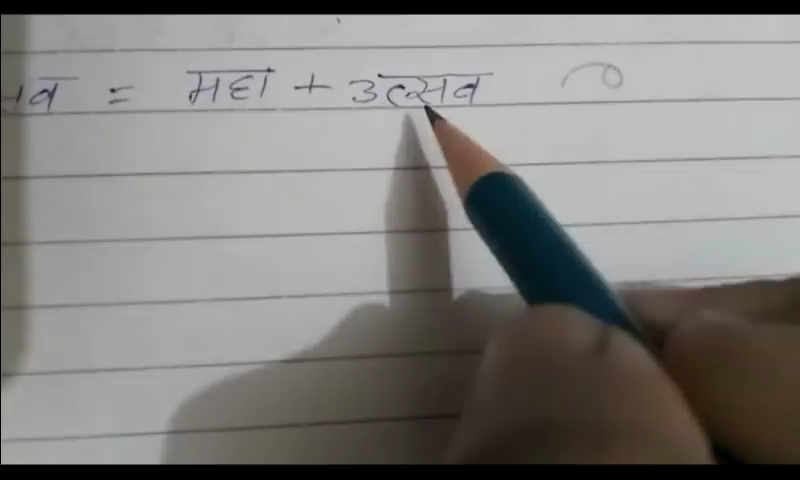 व = महा + उत्सव